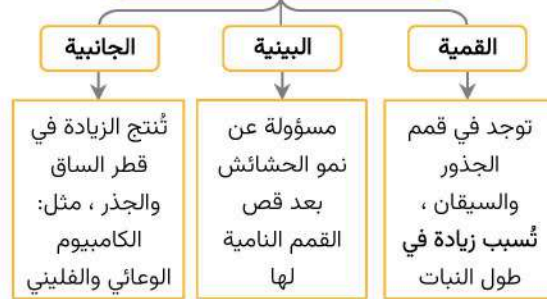 القمية
البينية
الجانبية
توجد في قمم
الجذور
والسيقان ،
تُسبب زيادة في
طول النبات
مسؤولة عن
نمو الحشائش
بعد قص
القمم النامية
لها
تُنتج الزيادة في
قطر الساق
والجذر ، مثل:
الكامبيوم
الوعائي والفليني